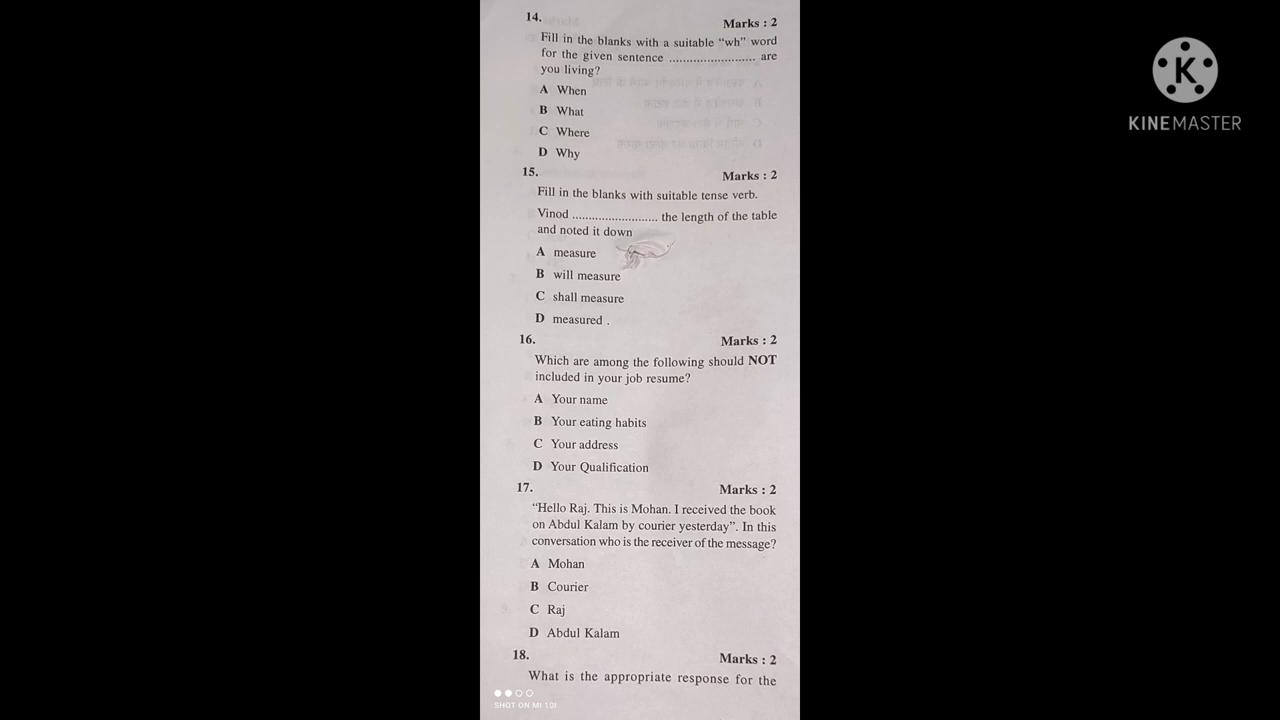 14.
Marks : 2
Fill in the blanks with a suitable “wh” word
for the given sentence .......................... are
you living?
A When
B What
C Where
D Why
15.
Marks : 2
Fill in the blanks with suitable tense verb.
Vinod .......................... the length of the table
and noted it down
A measure
B will measure
C shall measure
D measured .
16.
Marks : 2
Which are among the following should NOT
included in your job resume?
A Your name
B Your eating habits
C Your address
D Your Qualification
17.
Marks : 2
“Hello Raj. This is Mohan. I received the book
on Abdul Kalam by courier yesterday”. In this
conversation who is the receiver of the message?
A Mohan
B Courier
C Raj
D Abdul Kalam
18.
Marks : 2
What is the appropriate response for the
SHOT ON MI 10I
K
KINEMASTER